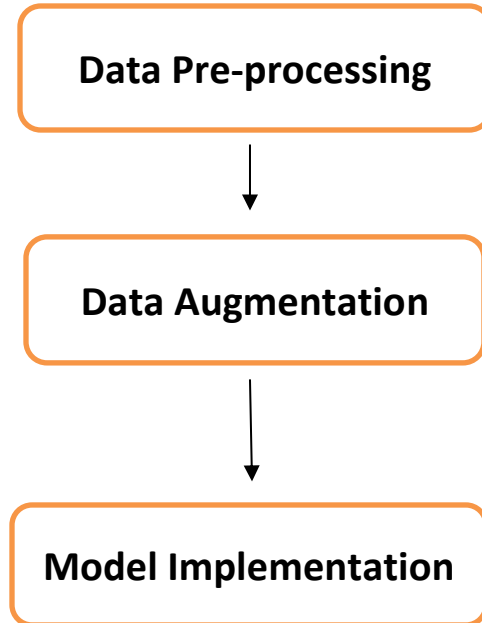 Data Pre-processing
Data Augmentation
Model Implementation